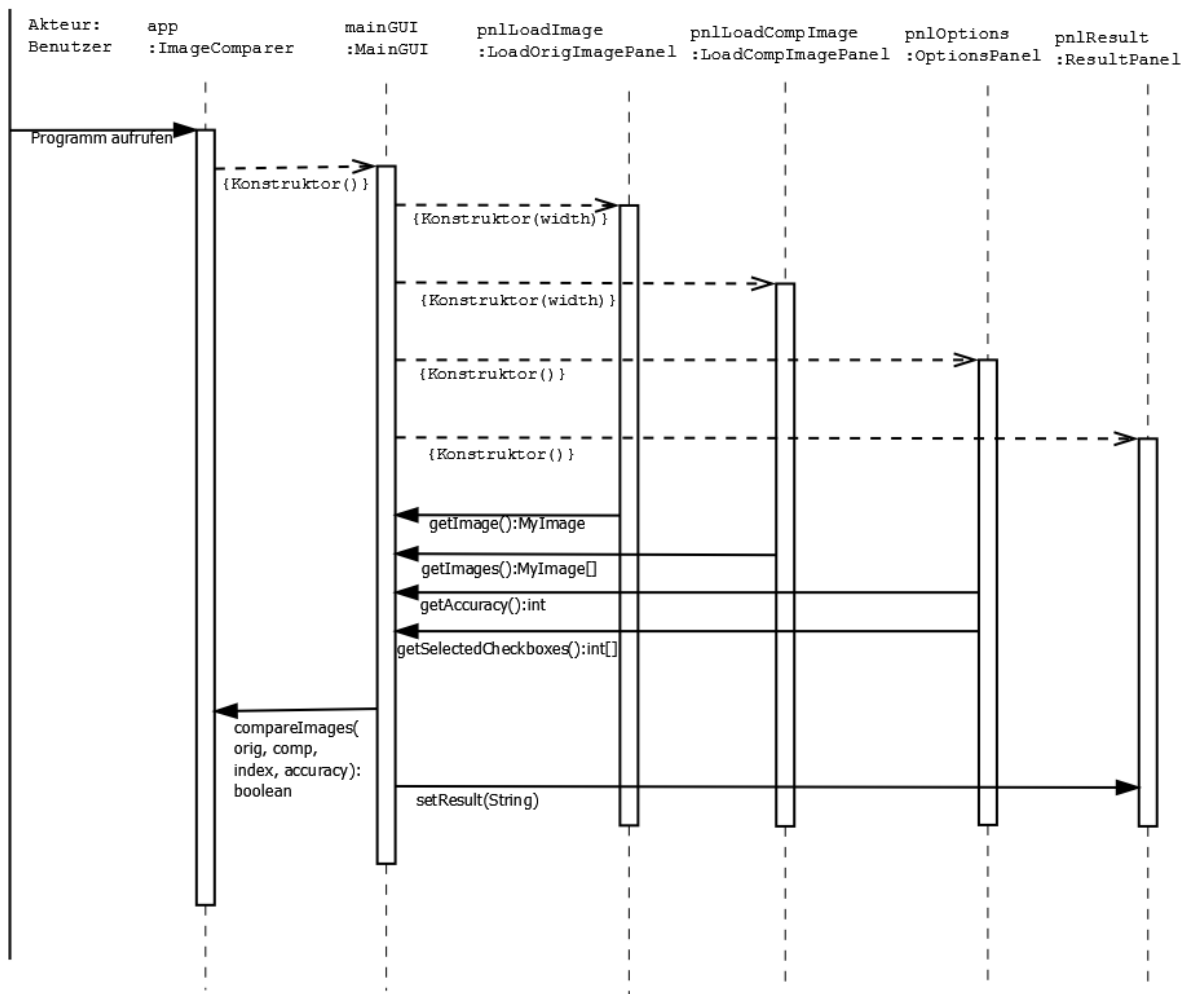 Akteur:
Benutzer
app
:ImageComparer
mainGUI
:MainGUI
pnlLoadImage
:LoadOrigImagePanel
pnlLoadCompImage
:LoadCompImagePanel
pnlOptions
:OptionsPanel
pnlResult
:ResultPanel
Programm aufrufen
{Konstruktor()}
{Konstruktor(width)}
{Konstruktor(width)}
{Konstruktor()}
{Konstruktor()}
getImage():MyImage
getImages():MyImage[]
getAccuracy():int
getSelectedCheckboxes():int[]
compareImages(
orig, comp,
index, accuracy):
boolean
setResult(String)